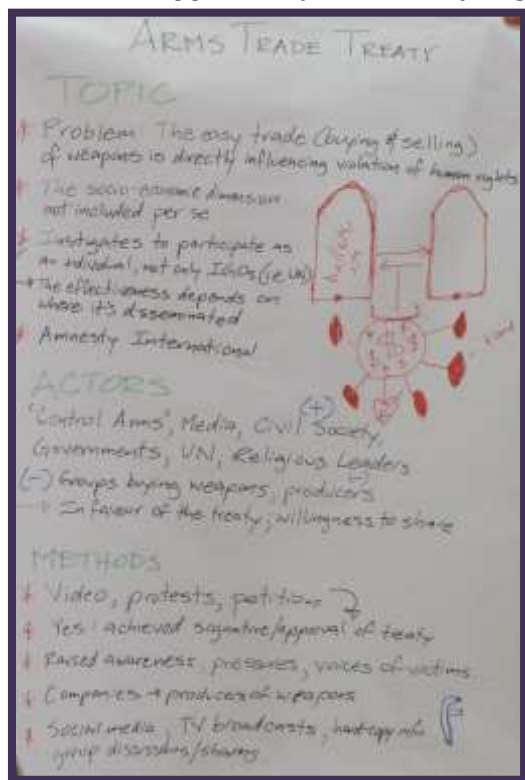 ARMS TRADE TREATY
TOPIC
Problem: The easy trade (buying & selling)
of weapons is directly influencing violation of human rights
The socio-economic dimension
not included per se
Instigates to participate as
an individual, not only IGOs (i.e UN)
→ The effectiveness depends on
where it's disseminated
Amnesty International
bullets
ACTORS
(+)
'Control Arms', Media, Civil Society,
Governments, UN, Religious Leaders
(-) Groups buying weapons, producers
(-)
→ In favour of the treaty, willingness to share
METHODS
Video, protests, petition
Yes: achieved signature/approval of treaty
Raised awareness, pressures, voices of victims
Companies → producers of weapons
Social media, TV broadcasts, hardcopy info
group discussions/sharing